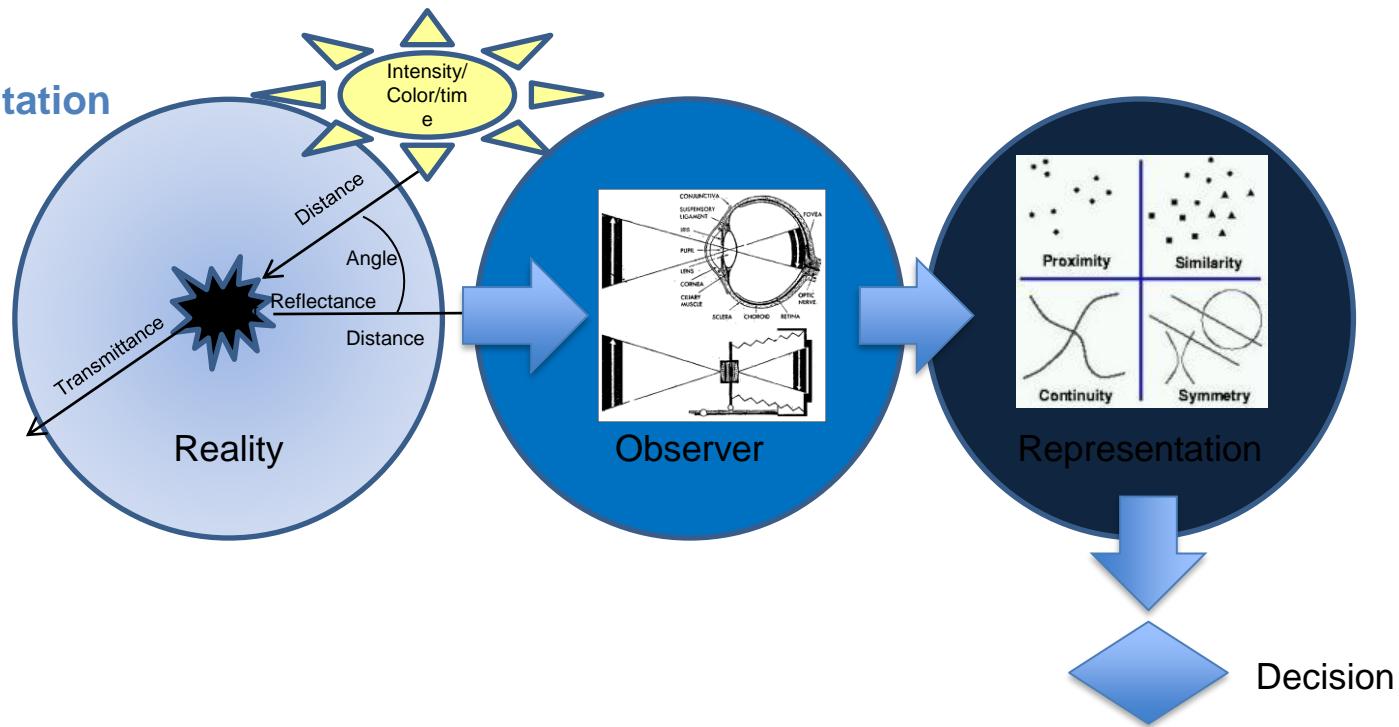 tation
Intensity/
Color/tim
e
Distance
Angle
Reflectance
Distance
Transmittance
Reality
CONJUNCTIVA
SUSPENSORY
LIGAMENT
IRIS
PUPIL
LENS
CORNEA
CILIARY
MUSCLE
SCLERA CHOROID RETINA
FOVEA
OPTIC
NERVE.
Observer
Proximity
Similarity
Continuity
Symmetry
Representation
Decision